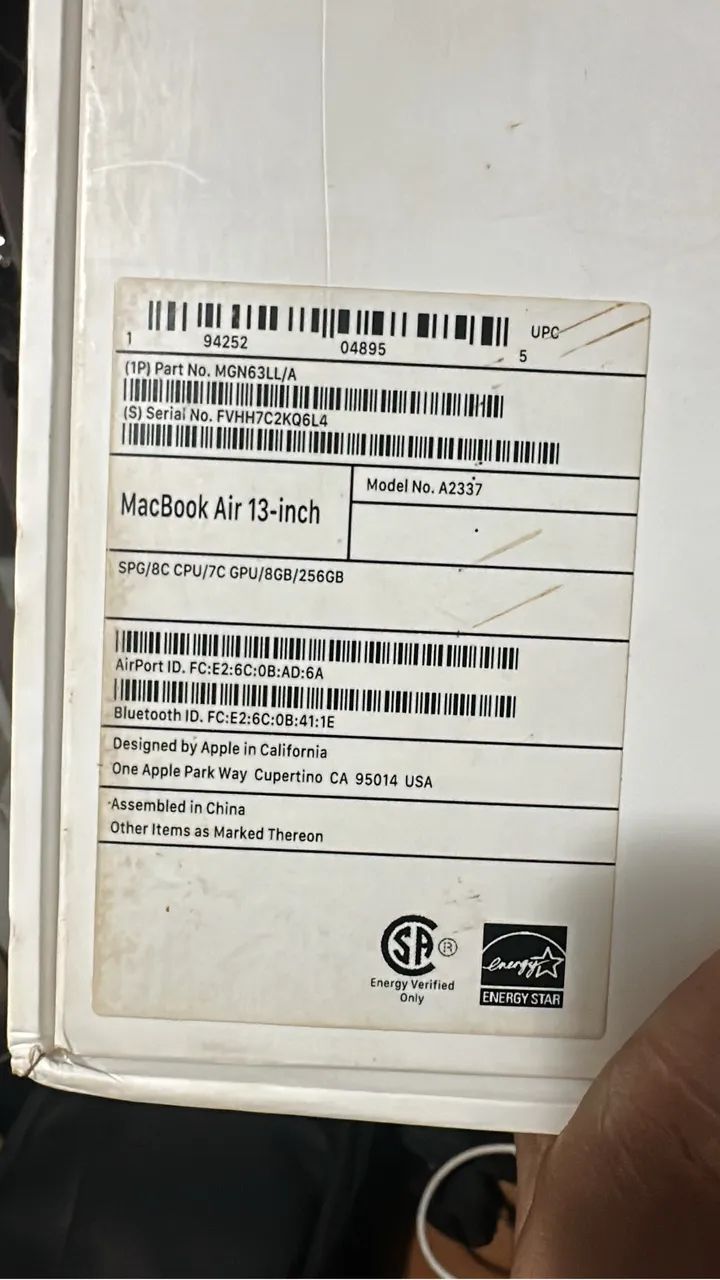 UPC
1 94252 04895 5
(1P) Part No. MGN63LL/A
(S) Serial No. FVHH7C2KQ6L4
MacBook Air 13-inch
Model No. A2337
SPG/8C CPU/7C GPU/8GB/256GB
AirPort ID. FC:E2:6C:0B:AD:6A
Bluetooth ID. FC:E2:6C:0B:41:1E
Designed by Apple in California
One Apple Park Way Cupertino CA 95014 USA
Assembled in China
Other Items as Marked Thereon
SA ®
Energy Verified
Only
energy
ENERGY STAR